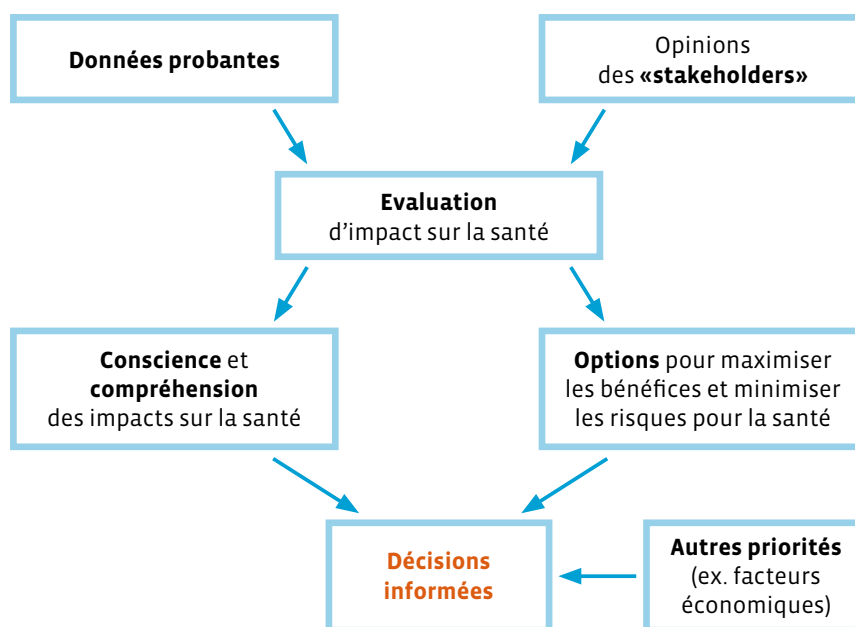 Données probantes
Opinions
des «stakeholders»
Evaluation
d’impact sur la santé
Conscience et
compréhension
des impacts sur la santé
Options pour maximiser
les bénéfices et minimiser
les risques pour la santé
Décisions
informées
Autres priorités
(ex. facteurs
économiques)